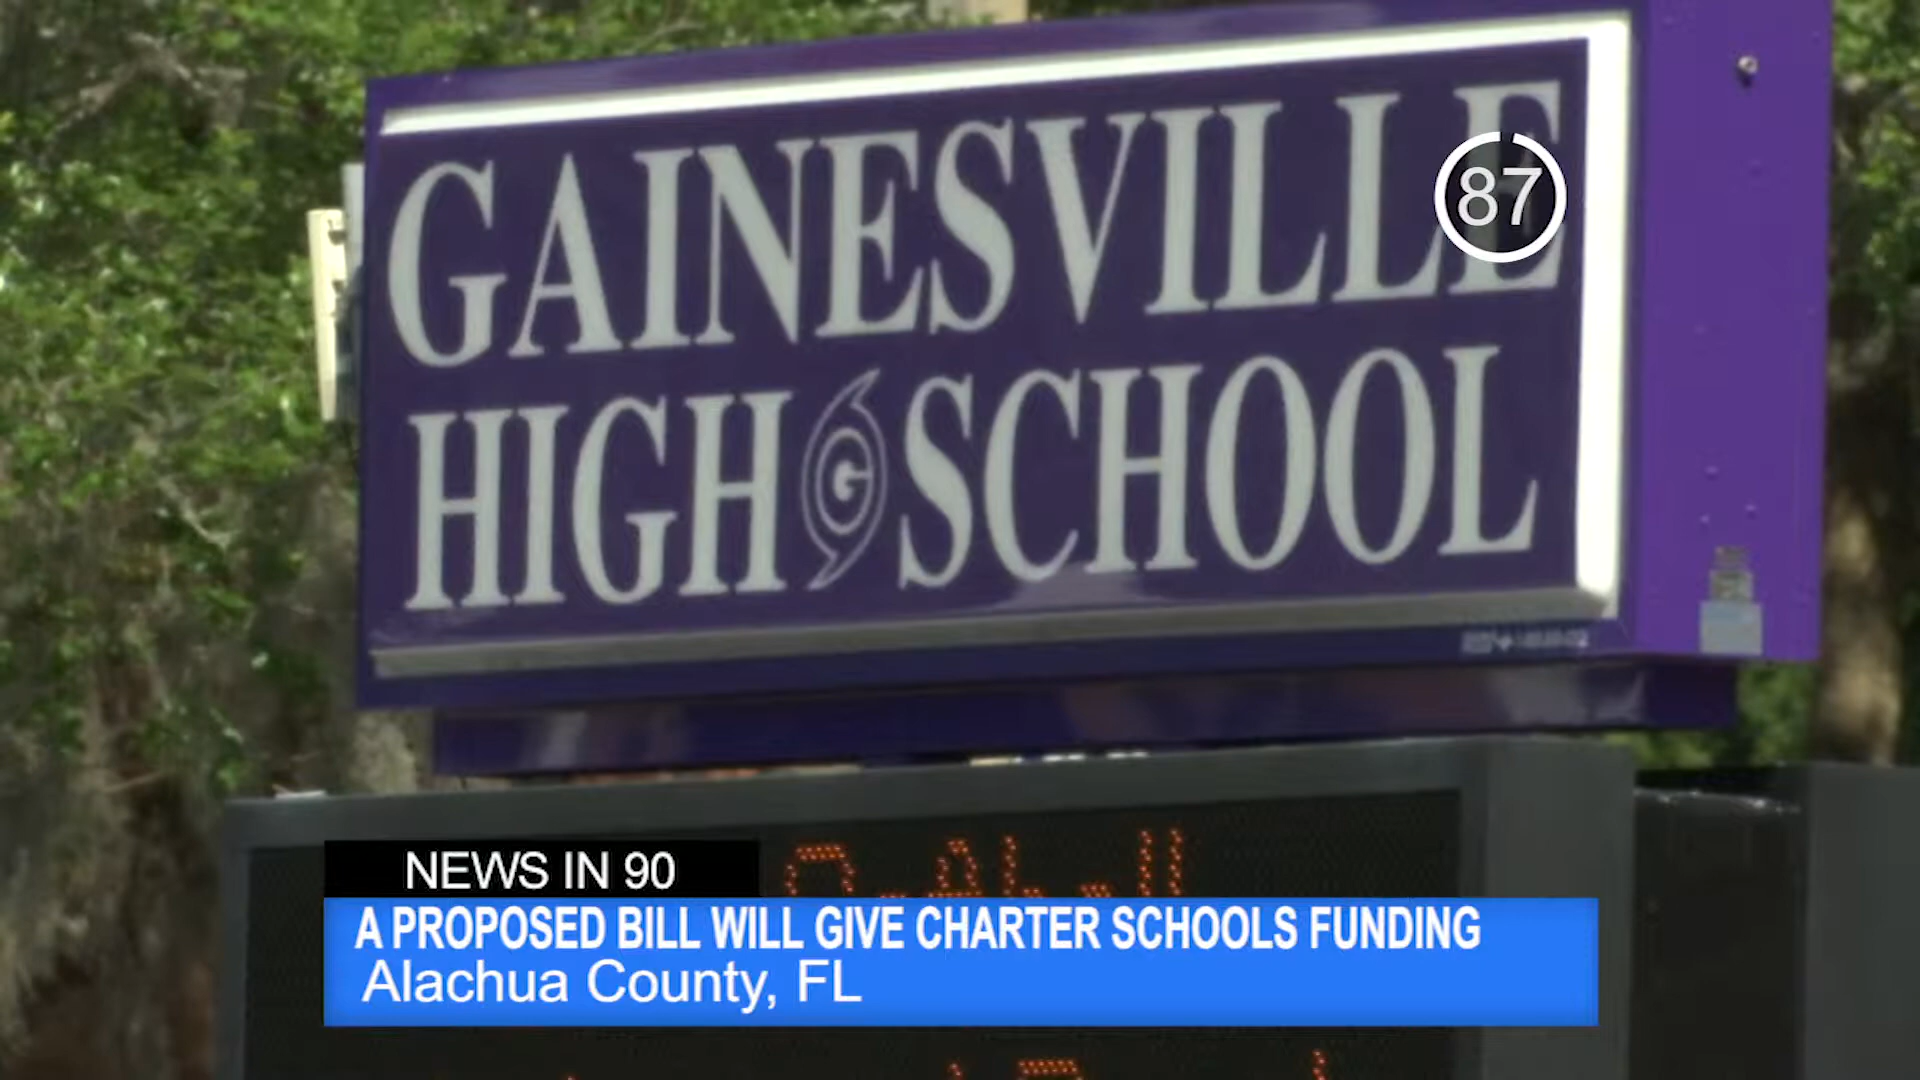 GAINESVILLE
87
HIGH G SCHOOL
NEWS IN 90
A PROPOSED BILL WILL GIVE CHARTER SCHOOLS FUNDING
Alachua County, FL